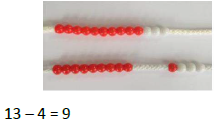 13 – 4 = 9